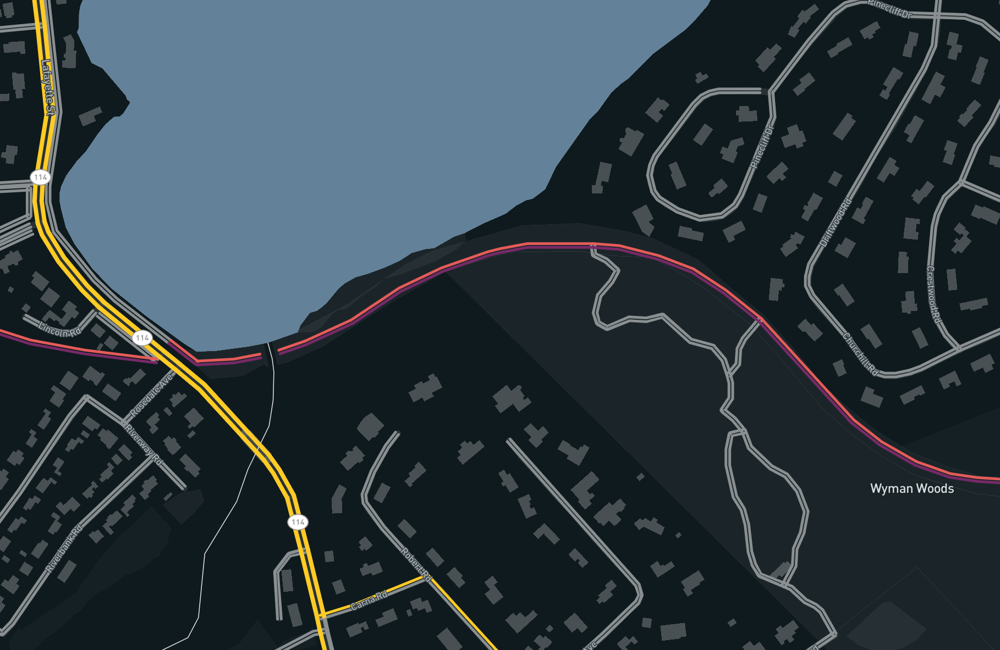 Pinecliff Dr
Lafayette St
Pinecliff Dr
114
Driftwood Rd
Crestwood Rd
Lincoln Rd
114
Churchill Rd
Rosedale Ave
Riverway Rd
Wyman Woods
114
Riverbank Rd
Robert Rd
Carna Rd
Ave